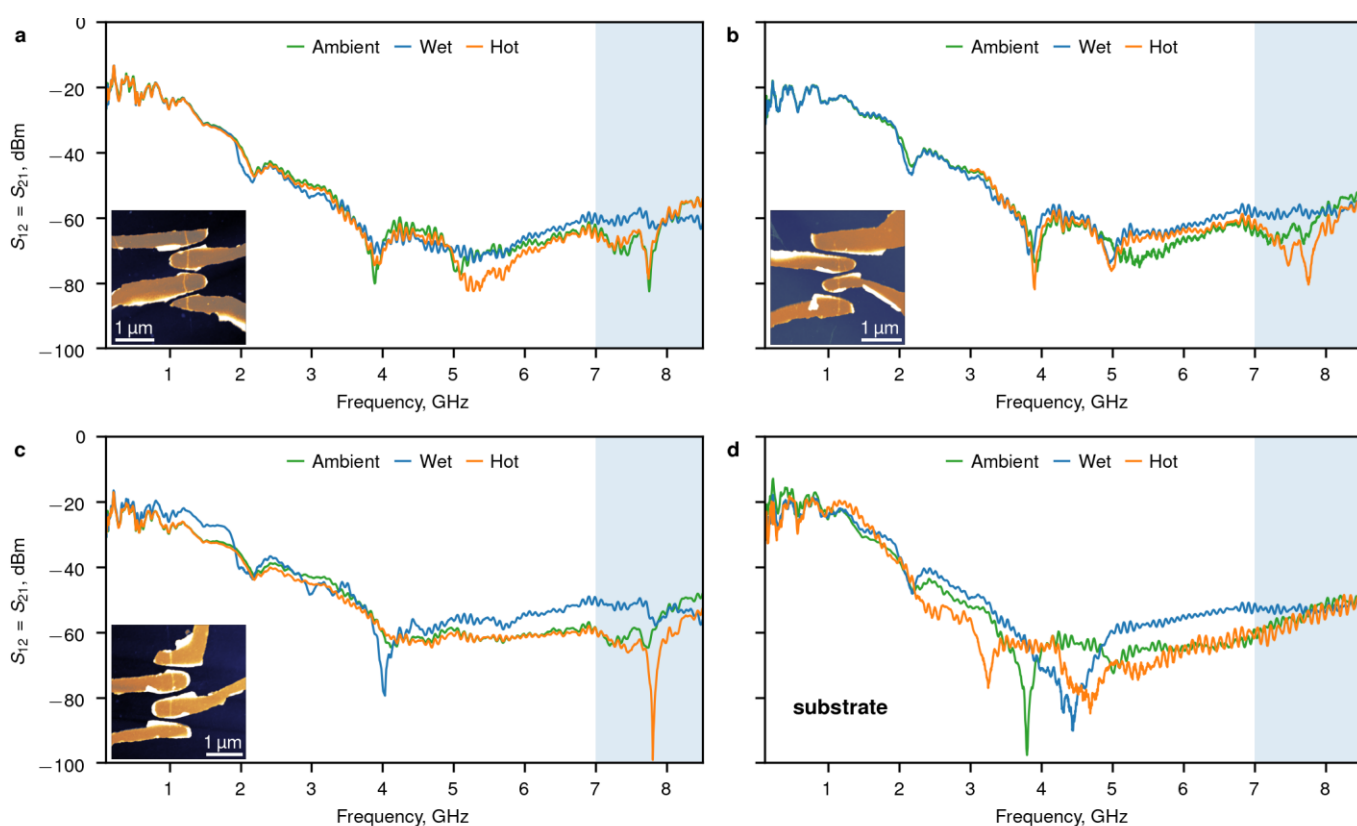 a
Ambient Wet Hot
0
−20
−40
−60
−80
−100
S₁₂ = S₂₁, dBm
1 µm
1 2 3 4 5 6 7 8
Frequency, GHz
b
Ambient Wet Hot
1 µm
1 2 3 4 5 6 7 8
Frequency, GHz
c
Ambient Wet Hot
0
−20
−40
−60
−80
−100
S₁₂ = S₂₁, dBm
1 µm
1 2 3 4 5 6 7 8
Frequency, GHz
d
Ambient Wet Hot
substrate
1 2 3 4 5 6 7 8
Frequency, GHz